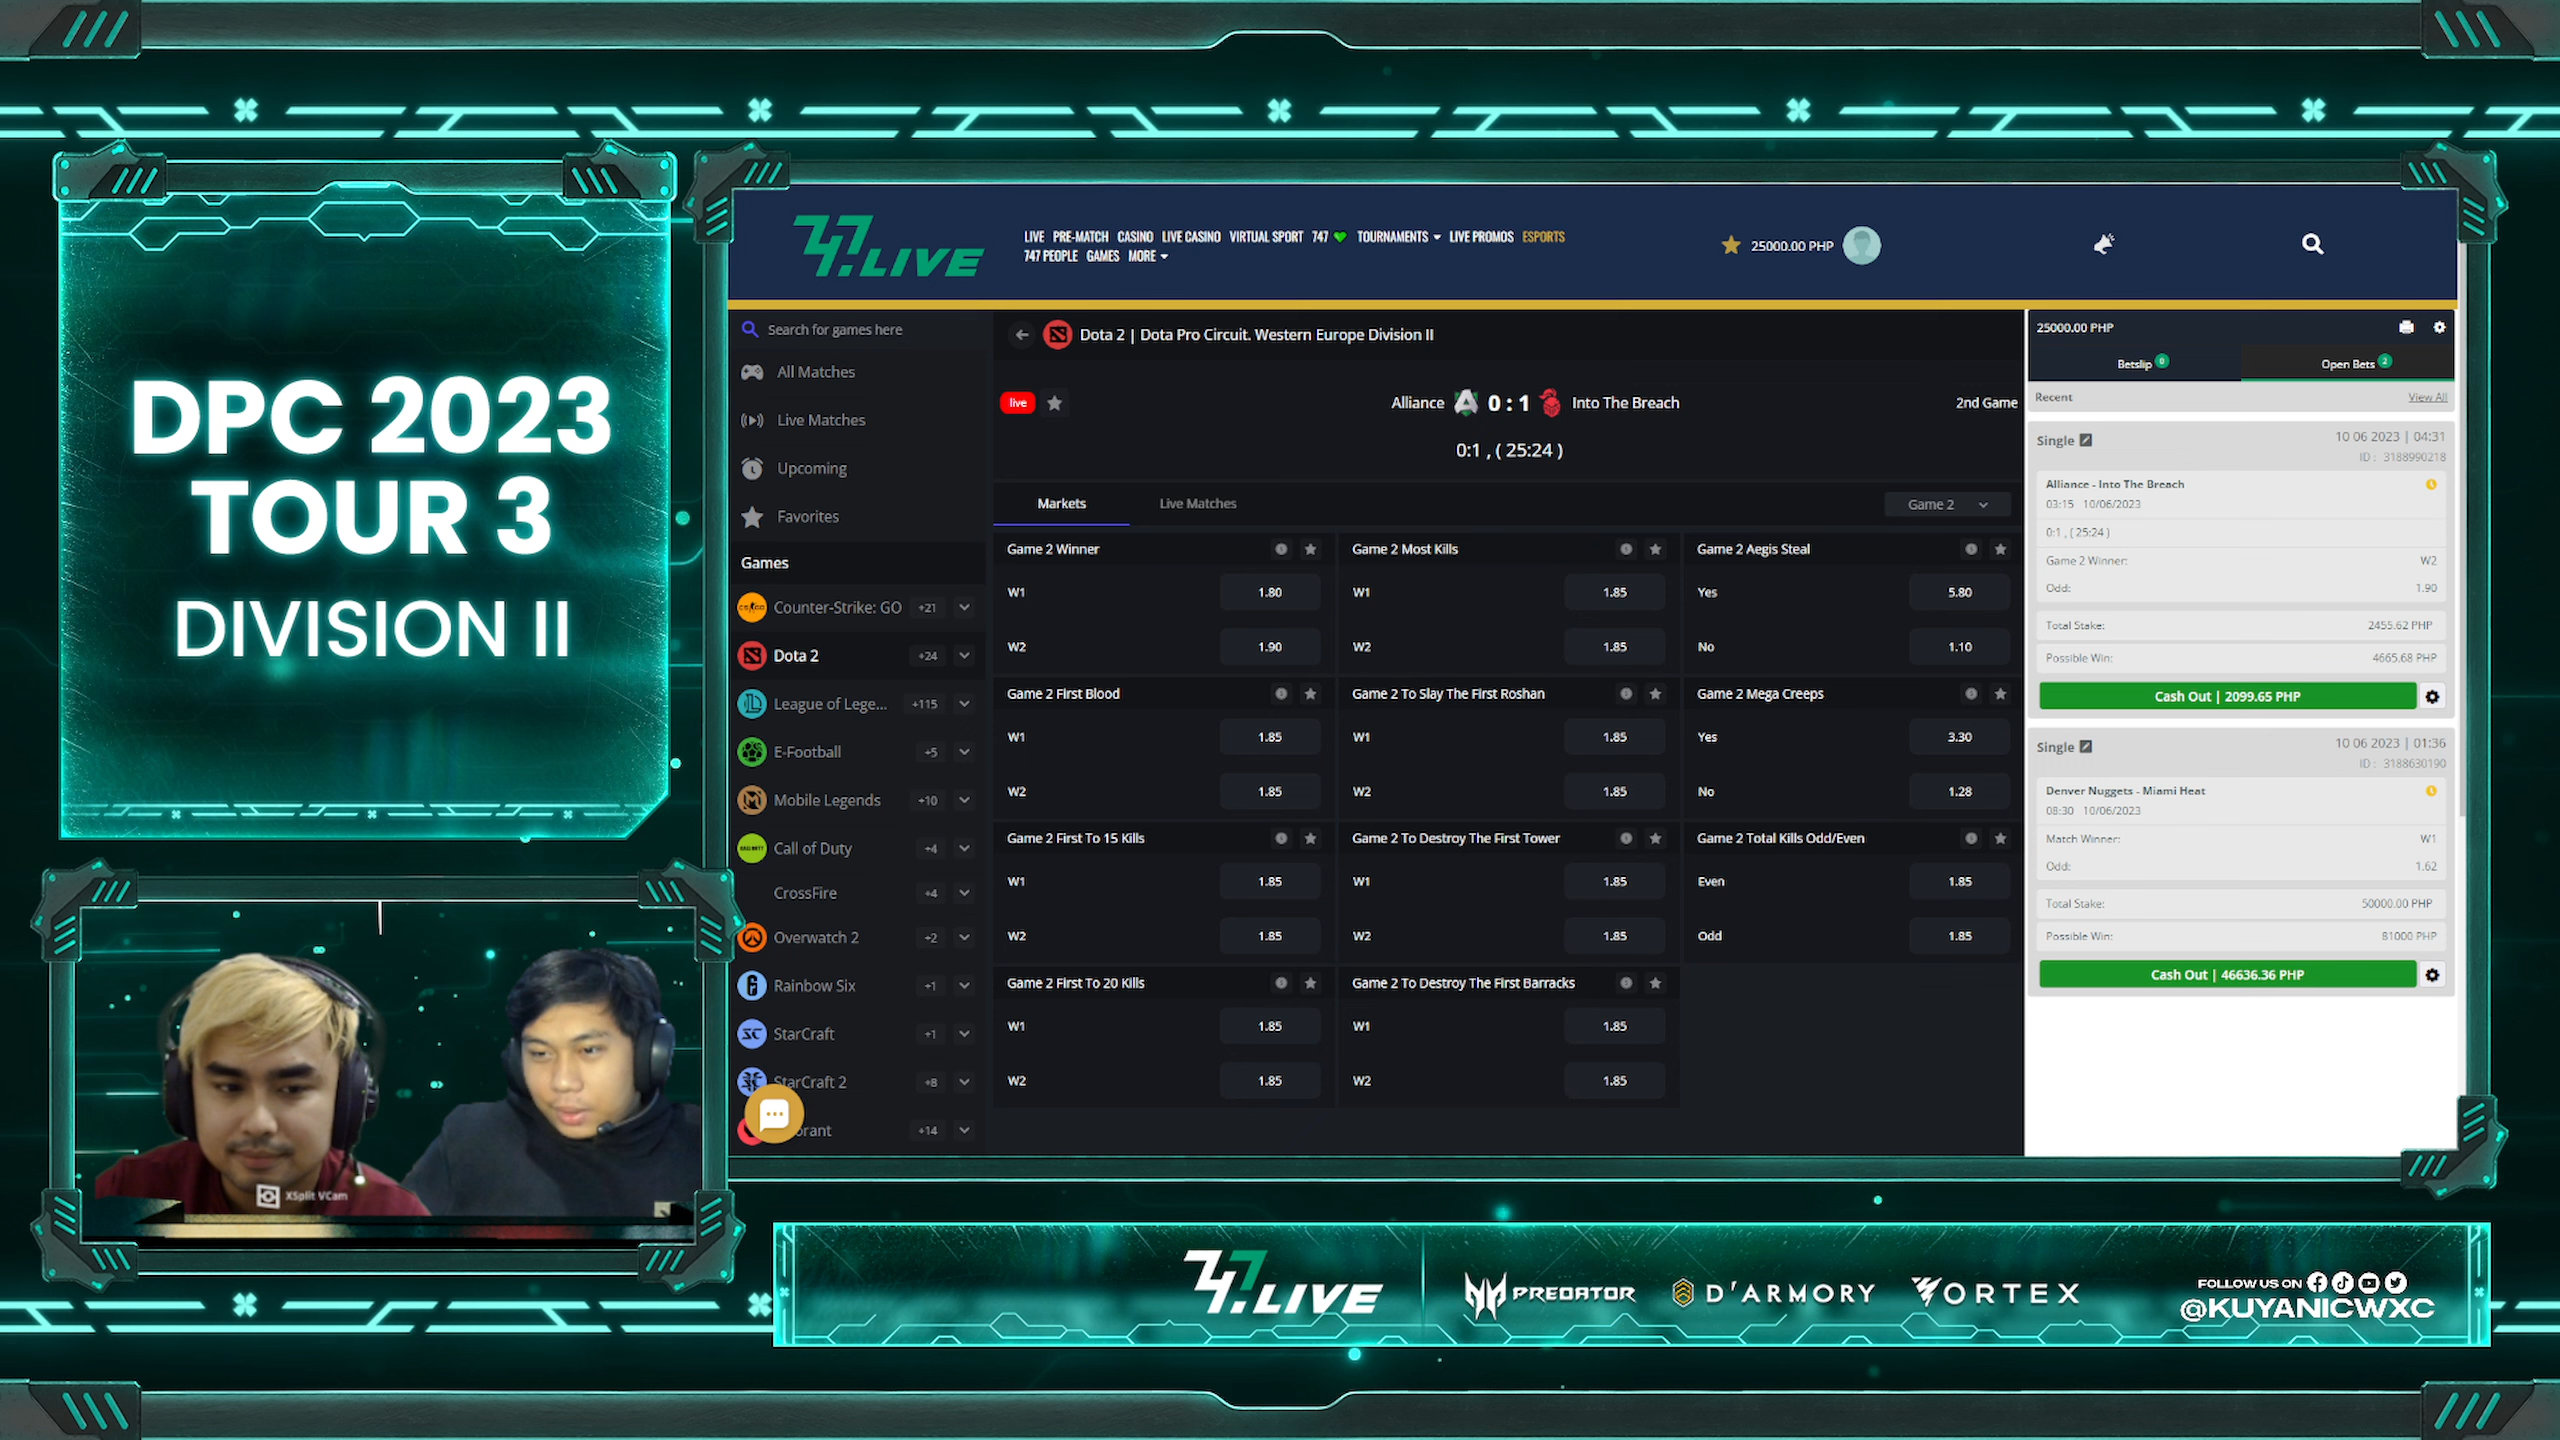 DPC 2023
TOUR 3
DIVISION II
XSplit VCam
747.LIVE
LIVE PRE-MATCH CASINO LIVE CASINO VIRTUAL SPORT 747 TOURNAMENTS LIVE PROMOS ESPORTS
747 PEOPLE GAMES MORE
25000.00 PHP
Search for games here
All Matches
Live Matches
Upcoming
Favorites
Games
Counter-Strike: GO +21
Dota 2 +24
League of Lege... +115
E-Football +5
Mobile Legends +10
Call of Duty +4
CrossFire +4
Overwatch 2 +2
Rainbow Six +1
StarCraft +1
StarCraft 2 +8
orant +14
Dota 2 | Dota Pro Circuit. Western Europe Division II
live
Alliance 0 : 1 Into The Breach
2nd Game
0:1 , ( 25:24 )
Markets Live Matches Game 2
Game 2 Winner
W1 1.80
W2 1.90
Game 2 Most Kills
W1 1.85
W2 1.85
Game 2 Aegis Steal
Yes 5.80
No 1.10
Game 2 First Blood
W1 1.85
W2 1.85
Game 2 To Slay The First Roshan
W1 1.85
W2 1.85
Game 2 Mega Creeps
Yes 3.30
No 1.28
Game 2 First To 15 Kills
W1 1.85
W2 1.85
Game 2 To Destroy The First Tower
W1 1.85
W2 1.85
Game 2 Total Kills Odd/Even
Even 1.85
Odd 1.85
Game 2 First To 20 Kills
W1 1.85
W2 1.85
Game 2 To Destroy The First Barracks
W1 1.85
W2 1.85
25000.00 PHP
Betslip 0 Open Bets 2
Recent View All
Single 10 06 2023 | 04:31
ID : 3188990218
Alliance - Into The Breach
03:15 10/06/2023
0:1 , ( 25:24 )
Game 2 Winner: W2
Odd: 1.90
Total Stake: 2455.62 PHP
Possible Win: 4665.68 PHP
Cash Out | 2099.65 PHP
Single 10 06 2023 | 01:36
ID : 3188630190
Denver Nuggets - Miami Heat
08:30 10/06/2023
Match Winner: W1
Odd: 1.62
Total Stake: 50000.00 PHP
Possible Win: 81000 PHP
Cash Out | 46636.36 PHP
747.LIVE PREDATOR D'ARMORY VORTEX
FOLLOW US ON
@KUYANICWXC